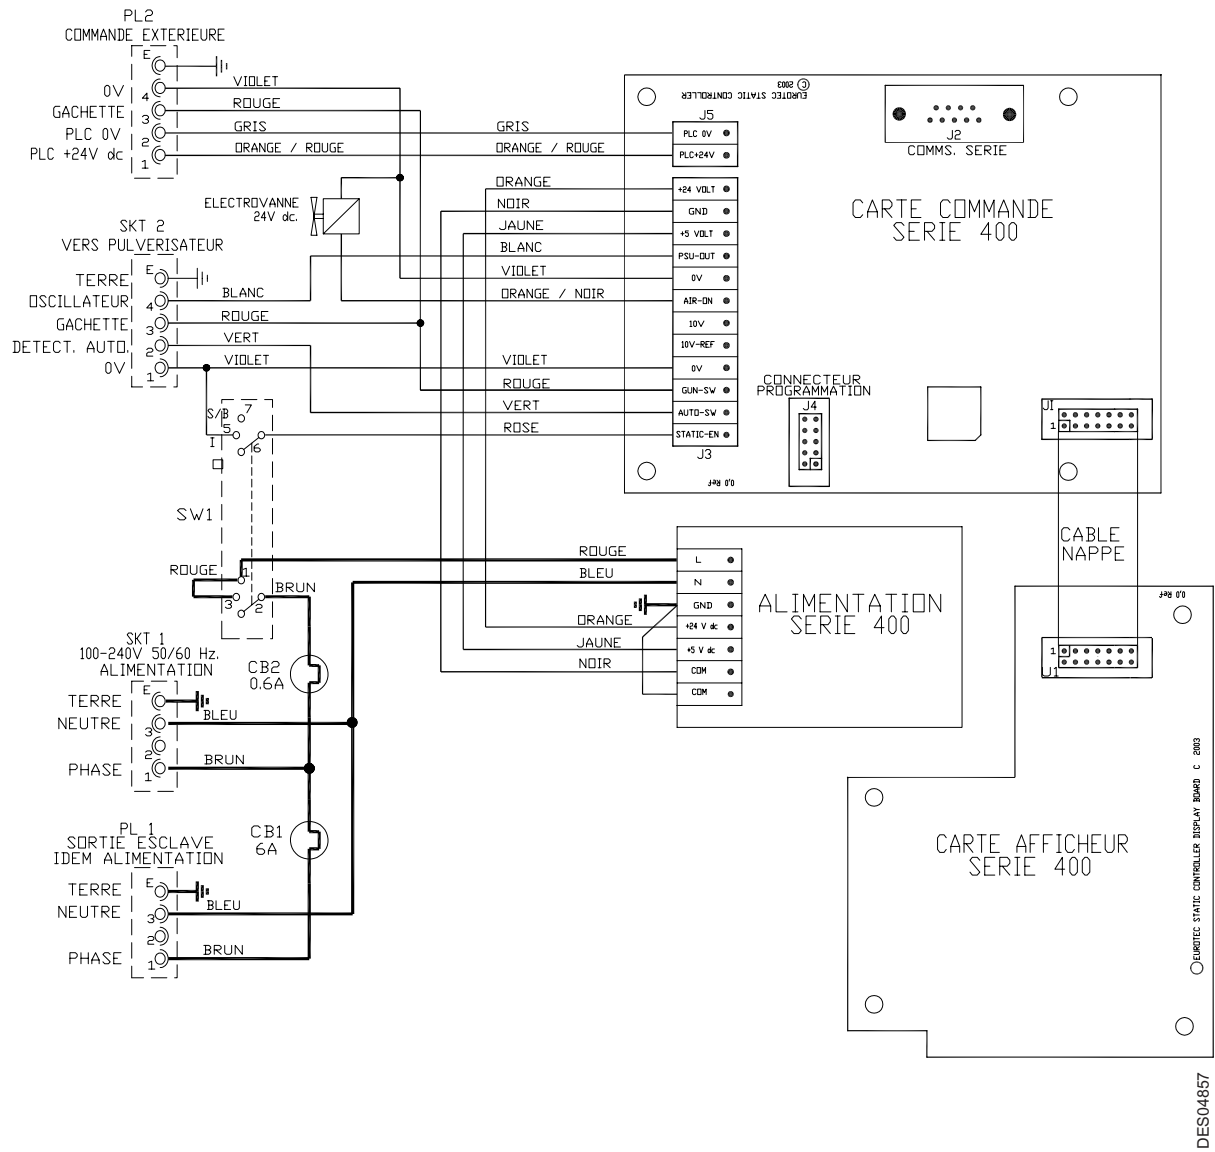 PL2
COMMANDE EXTERIEURE
E
0V
4
VIOLET
GACHETTE
3
ROUGE
PLC 0V
2
GRIS
GRIS
PLC +24V dc
1
ORANGE / ROUGE
ORANGE / ROUGE
ELECTROVANNE
24V dc.
SKT 2
VERS PULVERISATEUR
TERRE
E
OSCILLATEUR
4
BLANC
GACHETTE
3
ROUGE
DETECT. AUTO.
2
VERT
0V
1
VIOLET
ORANGE
NOIR
JAUNE
BLANC
VIOLET
ORANGE / NOIR
VIOLET
ROUGE
VERT
ROSE
EUROTEC STATIC CONTROLLER
© 2003
J5
PLC 0V
PLC+24V
+24 VOLT
GND
+5 VOLT
PSU-OUT
0V
AIR-ON
10V
10V-REF
0V
GUN-SW
AUTO-SW
STATIC-EN
J3
J2
COMMS. SERIE
CARTE COMMANDE
SERIE 400
CONNECTEUR
PROGRAMMATION
J4
J1
1
0,0 Ref
S/B
7
5
I
6
SW1
ROUGE
1
3
2
BRUN
ROUGE
BLEU
ORANGE
JAUNE
NOIR
L
N
GND
+24 V dc
+5 V dc
COM
COM
ALIMENTATION
SERIE 400
CABLE
NAPPE
0,0 Ref
1
J1
SKT 1
100-240V 50/60 Hz.
ALIMENTATION
TERRE
E
NEUTRE
3
BLEU
2
PHASE
1
BRUN
CB2
0.6A
CB1
6A
PL 1
SORTIE ESCLAVE
IDEM ALIMENTATION
TERRE
E
NEUTRE
3
BLEU
2
PHASE
1
BRUN
CARTE AFFICHEUR
SERIE 400
EUROTEC STATIC CONTROLLER DISPLAY BOARD C 2003
DES04857